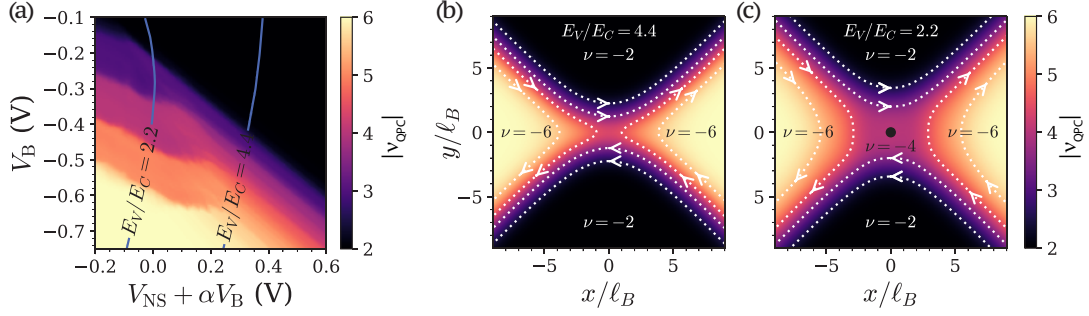 (a)
−0.1
−0.2
−0.3
−0.4
−0.5
−0.6
−0.7
V_B (V)
−0.2 0.0 0.2 0.4 0.6
V_NS + αV_B (V)
E_V/E_C = 2.2
E_V/E_C = 4.
6
5
4
3
2
|ν_QPC|
(b)
E_V/E_C = 4.4
ν = −2
ν = −6
ν = −6
ν = −2
5
0
−5
y/ℓ_B
−5 0 5
x/ℓ_B
(c)
E_V/E_C = 2.2
ν = −2
ν = −6
ν = −4
ν = −6
ν = −2
5
0
−5
−5 0 5
x/ℓ_B
6
5
4
3
2
|ν_QPC|